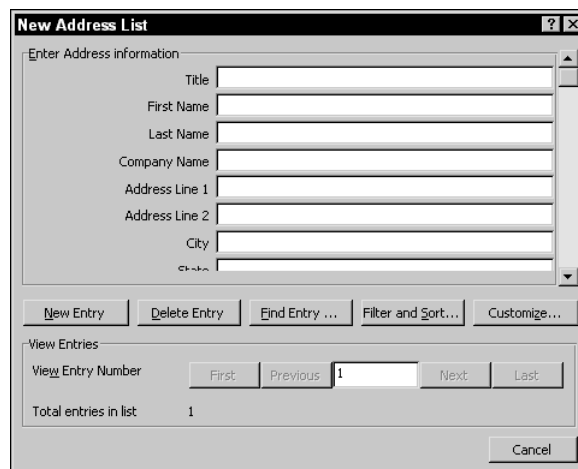 New Address List
Enter Address information
Title
First Name
Last Name
Company Name
Address Line 1
Address Line 2
City
State
New Entry Delete Entry Find Entry ... Filter and Sort... Customize...
View Entries
View Entry Number First Previous 1 Next Last
Total entries in list 1
Cancel